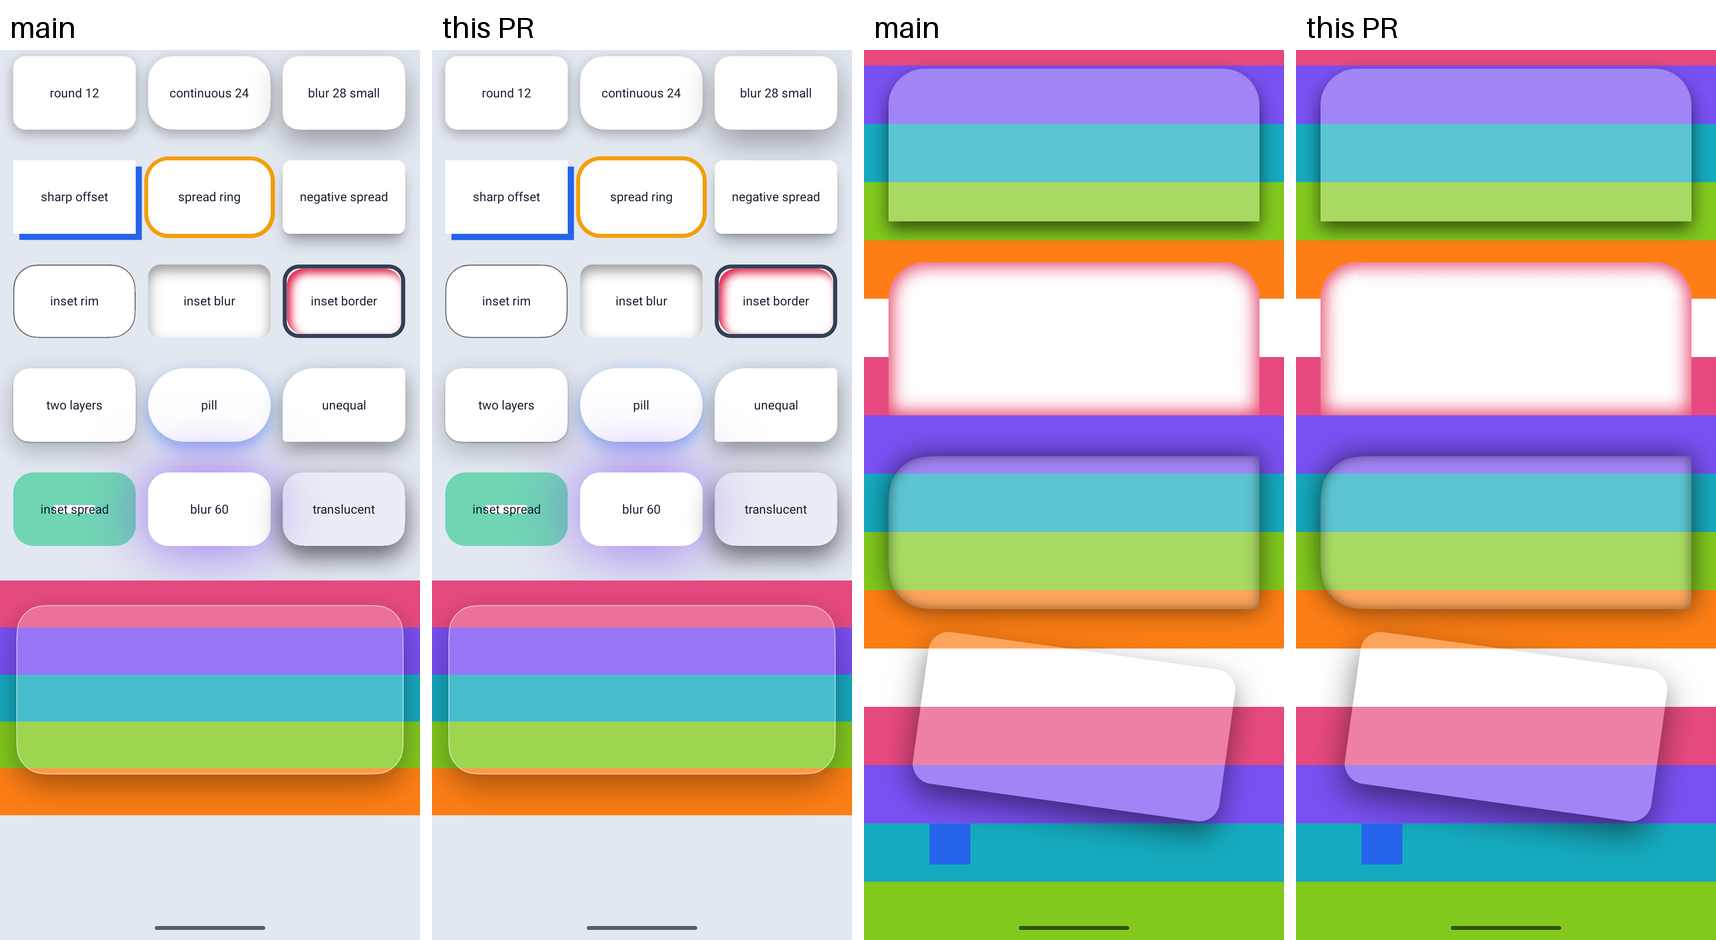 main
this PR
main
this PR
round 12
continuous 24
blur 28 small
round 12
continuous 24
blur 28 small
sharp offset
spread ring
negative spread
sharp offset
spread ring
negative spread
inset rim
inset blur
inset border
inset rim
inset blur
inset border
two layers
pill
unequal
two layers
pill
unequal
inset spread
blur 60
translucent
inset spread
blur 60
translucent